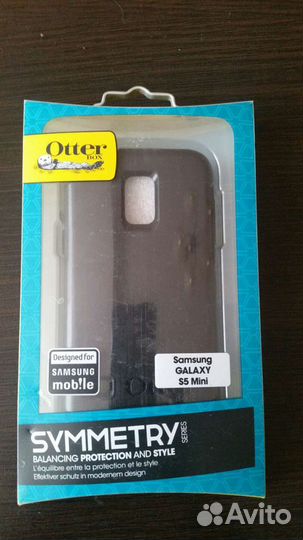 Otter
BOX
Designed for
SAMSUNG
mobile
Samsung
GALAXY
S5 Mini
SYMMETRY SERIES
BALANCING PROTECTION AND STYLE
L'équilibre entre la protection et le style
Effektiver schutz in modernem design
Avito